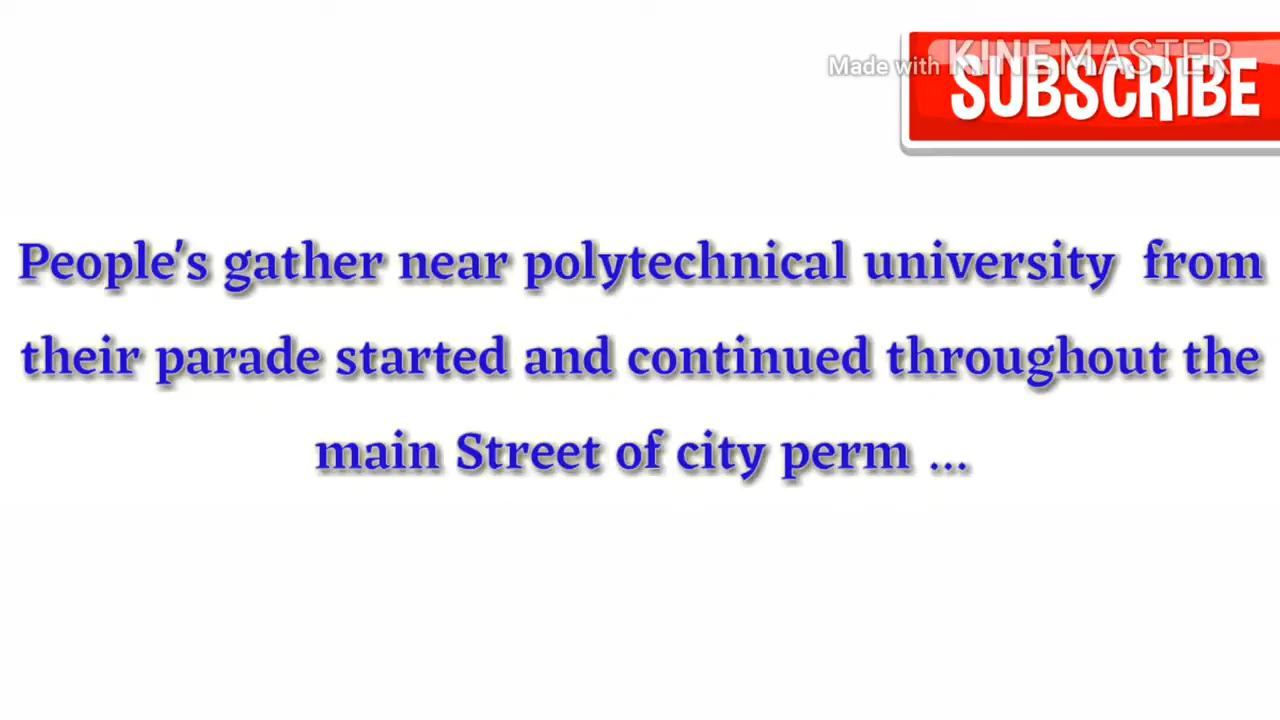 Made with KINEMASTER
SUBSCRIBE
People's gather near polytechnical university from
their parade started and continued throughout the
main Street of city perm ...